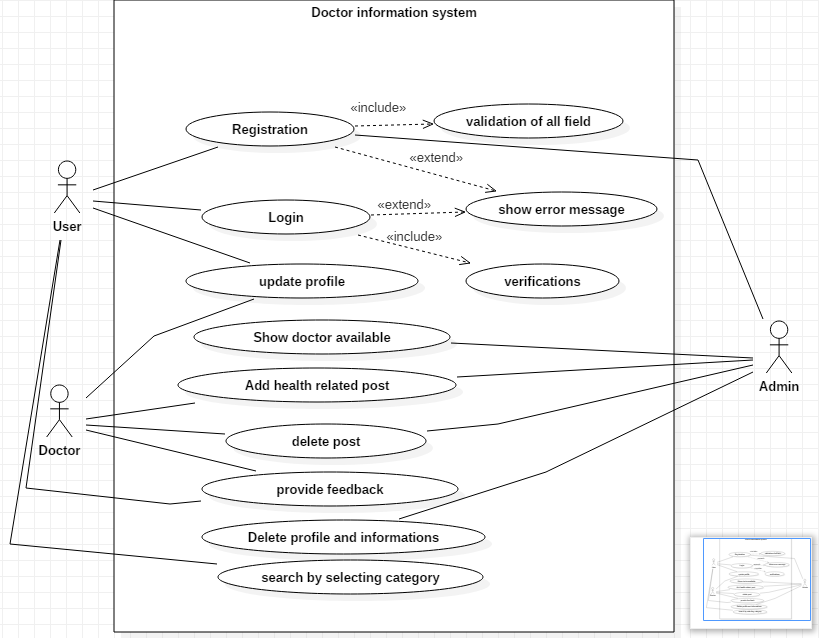 Doctor information system
«include»
validation of all field
Registration
«extend»
User
Login
«extend»
show error message
«include»
update profile
verifications
Show doctor available
Admin
Add health related post
Doctor
delete post
provide feedback
Delete profile and informations
search by selecting category